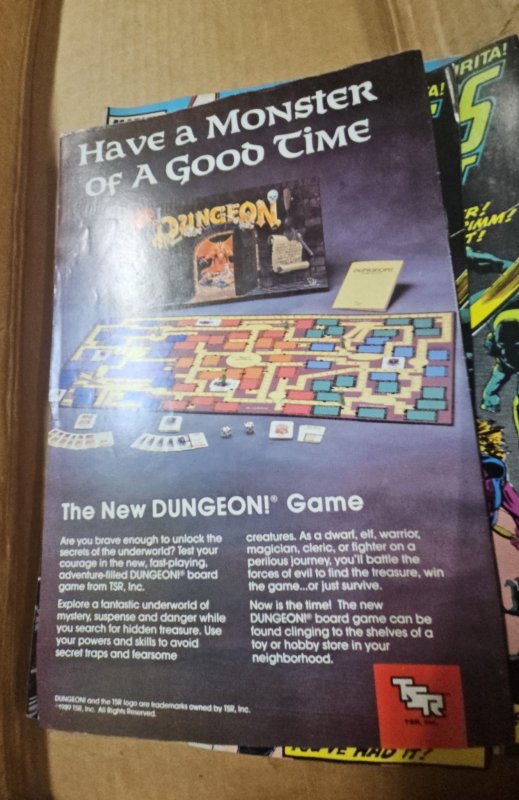 Have a Monster
of A Good Time
DUNGEON!
DUNGEON!
The New DUNGEON!® Game
Are you brave enough to unlock the
secrets of the underworld? Test your
courage in the new, fast-playing,
adventure-filled DUNGEON!® board
game from TSR, Inc.
Explore a fantastic underworld of
mystery, suspense and danger while
you search for hidden treasure. Use
your powers and skills to avoid
secret traps and fearsome
creatures. As a dwarf, elf, warrior,
magician, cleric, or fighter on a
perilous journey, you'll battle the
forces of evil to find the treasure, win
the game...or just survive.
Now is the time! The new
DUNGEON!® board game can be
found clinging to the shelves of a
toy or hobby store in your
neighborhood.
DUNGEON! and the TSR logo are trademarks owned by TSR, Inc.
©1989 TSR, Inc. All Rights Reserved.
TSR
TSR, Inc.
RITA!
TA!
S
R!
GRIMM?
T?
YOU'VE HAD IT!